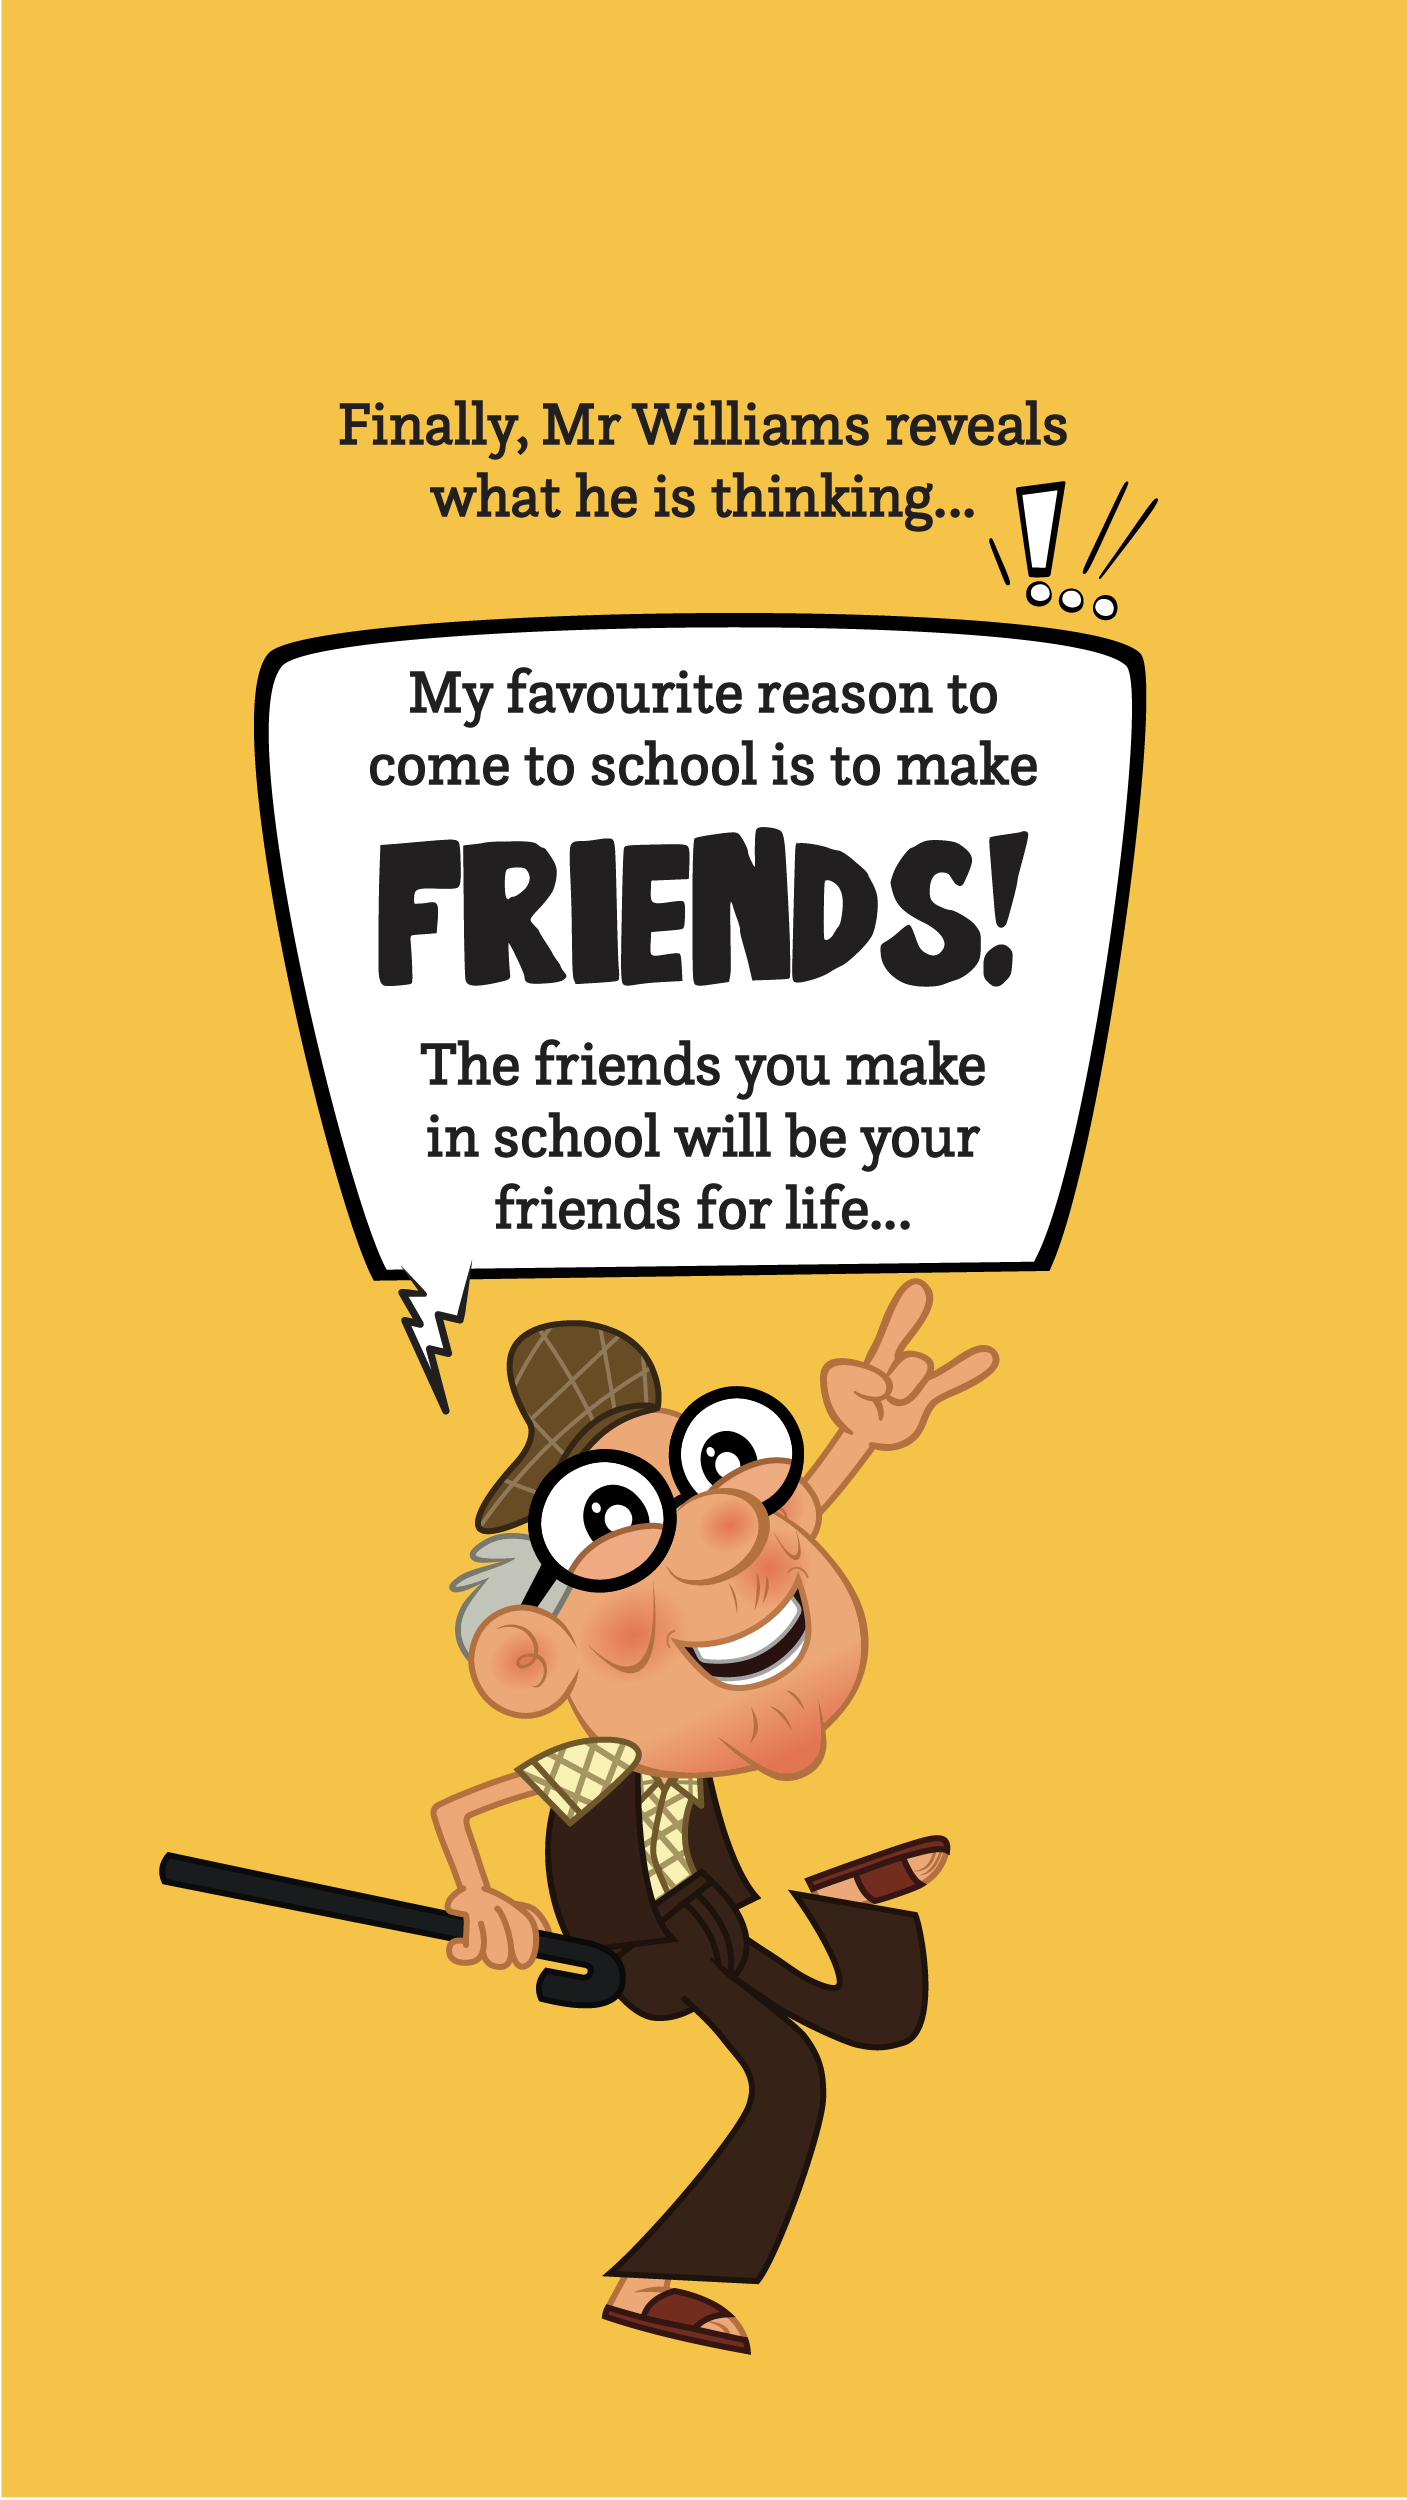 Finally, Mr Williams reveals
what he is thinking...
My favourite reason to
come to school is to make
FRIENDS!
The friends you make
in school will be your
friends for life...